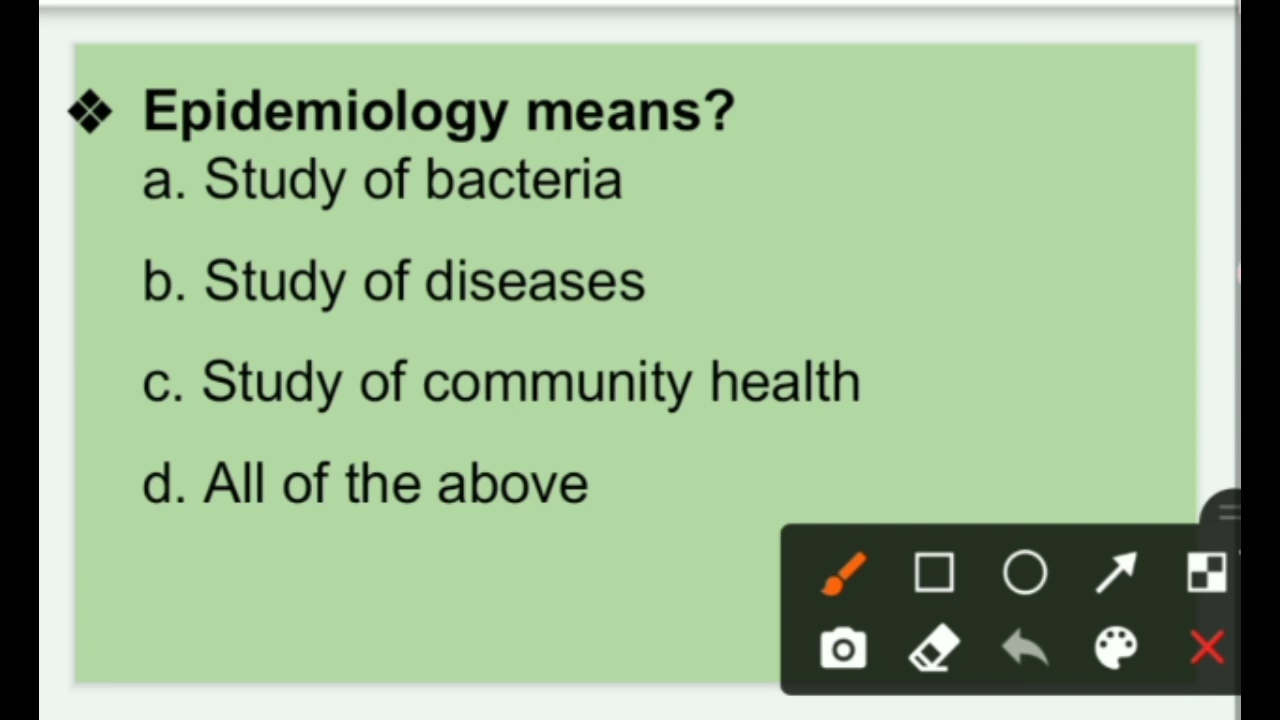 ❖ Epidemiology means?
a. Study of bacteria
b. Study of diseases
c. Study of community health
d. All of the above